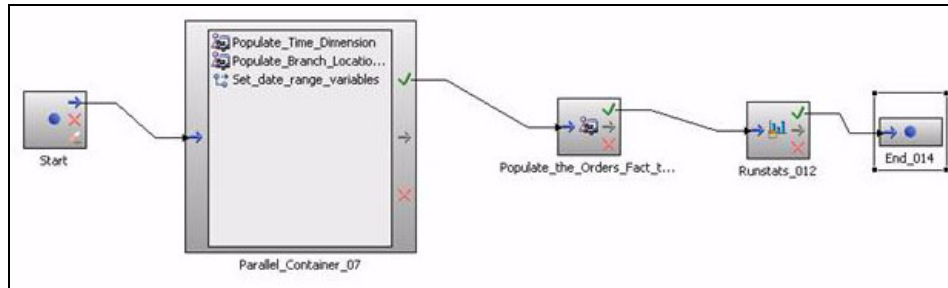 Populate_Time_Dimension
Populate_Branch_Locatio...
Set_date_range_variables
Start
Parallel_Container_07
Populate_the_Orders_Fact_t...
Runstats_012
End_014